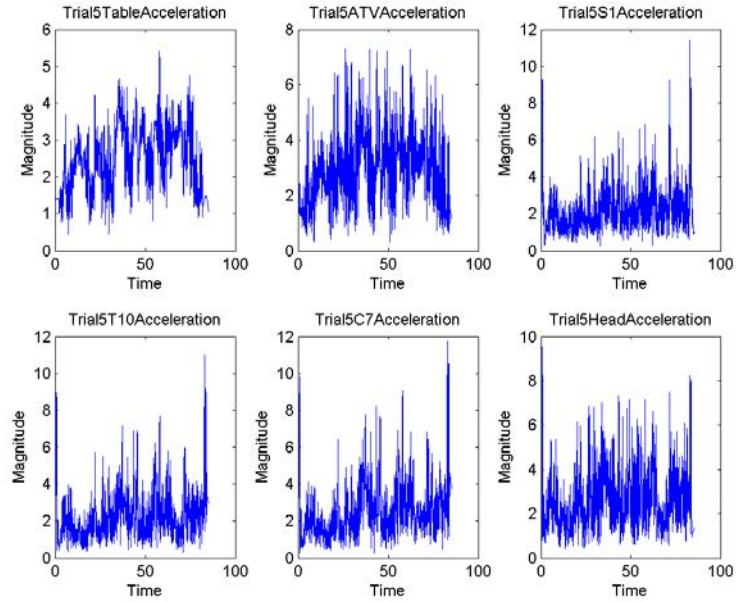 Trial5TableAcceleration Trial5ATVAcceleration Trial5S1Acceleration
6
5
4
3
2
1
0
Magnitude
0 50 100
Time
8
6
4
2
0
Magnitude
0 50 100
Time
12
10
8
6
4
2
0
Magnitude
0 50 100
Time
Trial5T10Acceleration Trial5C7Acceleration Trial5HeadAcceleration
12
10
8
6
4
2
0
Magnitude
0 50 100
Time
12
10
8
6
4
2
0
Magnitude
0 50 100
Time
10
8
6
4
2
0
Magnitude
0 50 100
Time